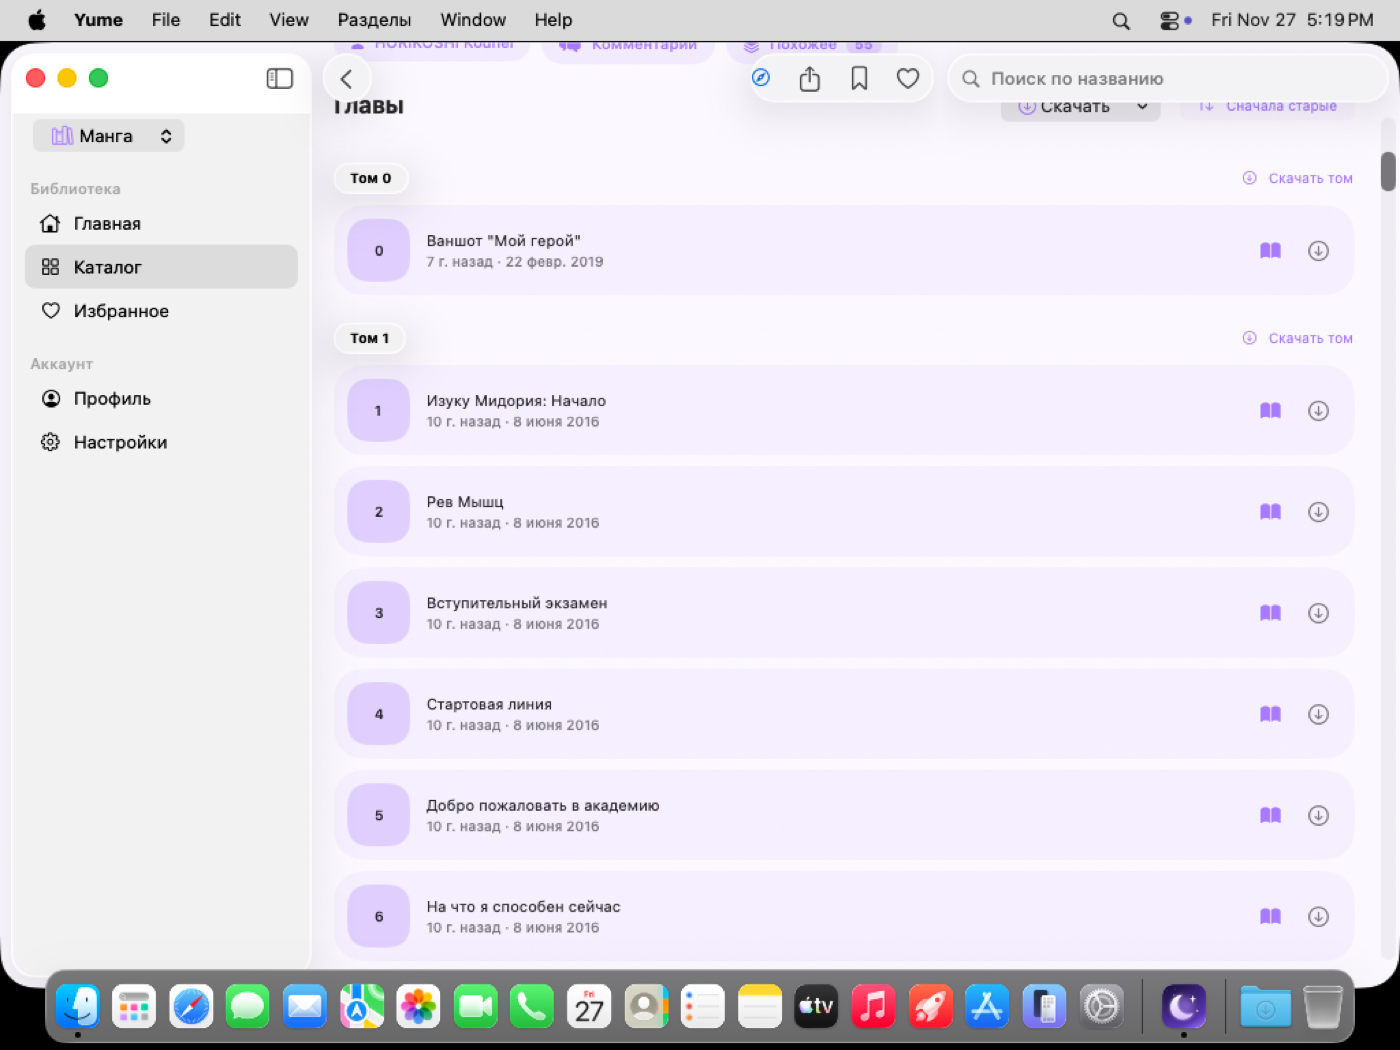 Yume File Edit View Разделы Window Help Fri Nov 27 5:19 PM
HORIKOSHI Kouhei Комментарии Похожее 55
Поиск по названию
Главы Скачать Сначала старые
Манга
Библиотека
Главная
Каталог
Избранное
Аккаунт
Профиль
Настройки
Том 0 Скачать том
0 Ваншот "Мой герой"
7 г. назад · 22 февр. 2019
Том 1 Скачать том
1 Изуку Мидория: Начало
10 г. назад · 8 июня 2016
2 Рев Мышц
10 г. назад · 8 июня 2016
3 Вступительный экзамен
10 г. назад · 8 июня 2016
4 Стартовая линия
10 г. назад · 8 июня 2016
5 Добро пожаловать в академию
10 г. назад · 8 июня 2016
6 На что я способен сейчас
10 г. назад · 8 июня 2016
Fri
27
tv